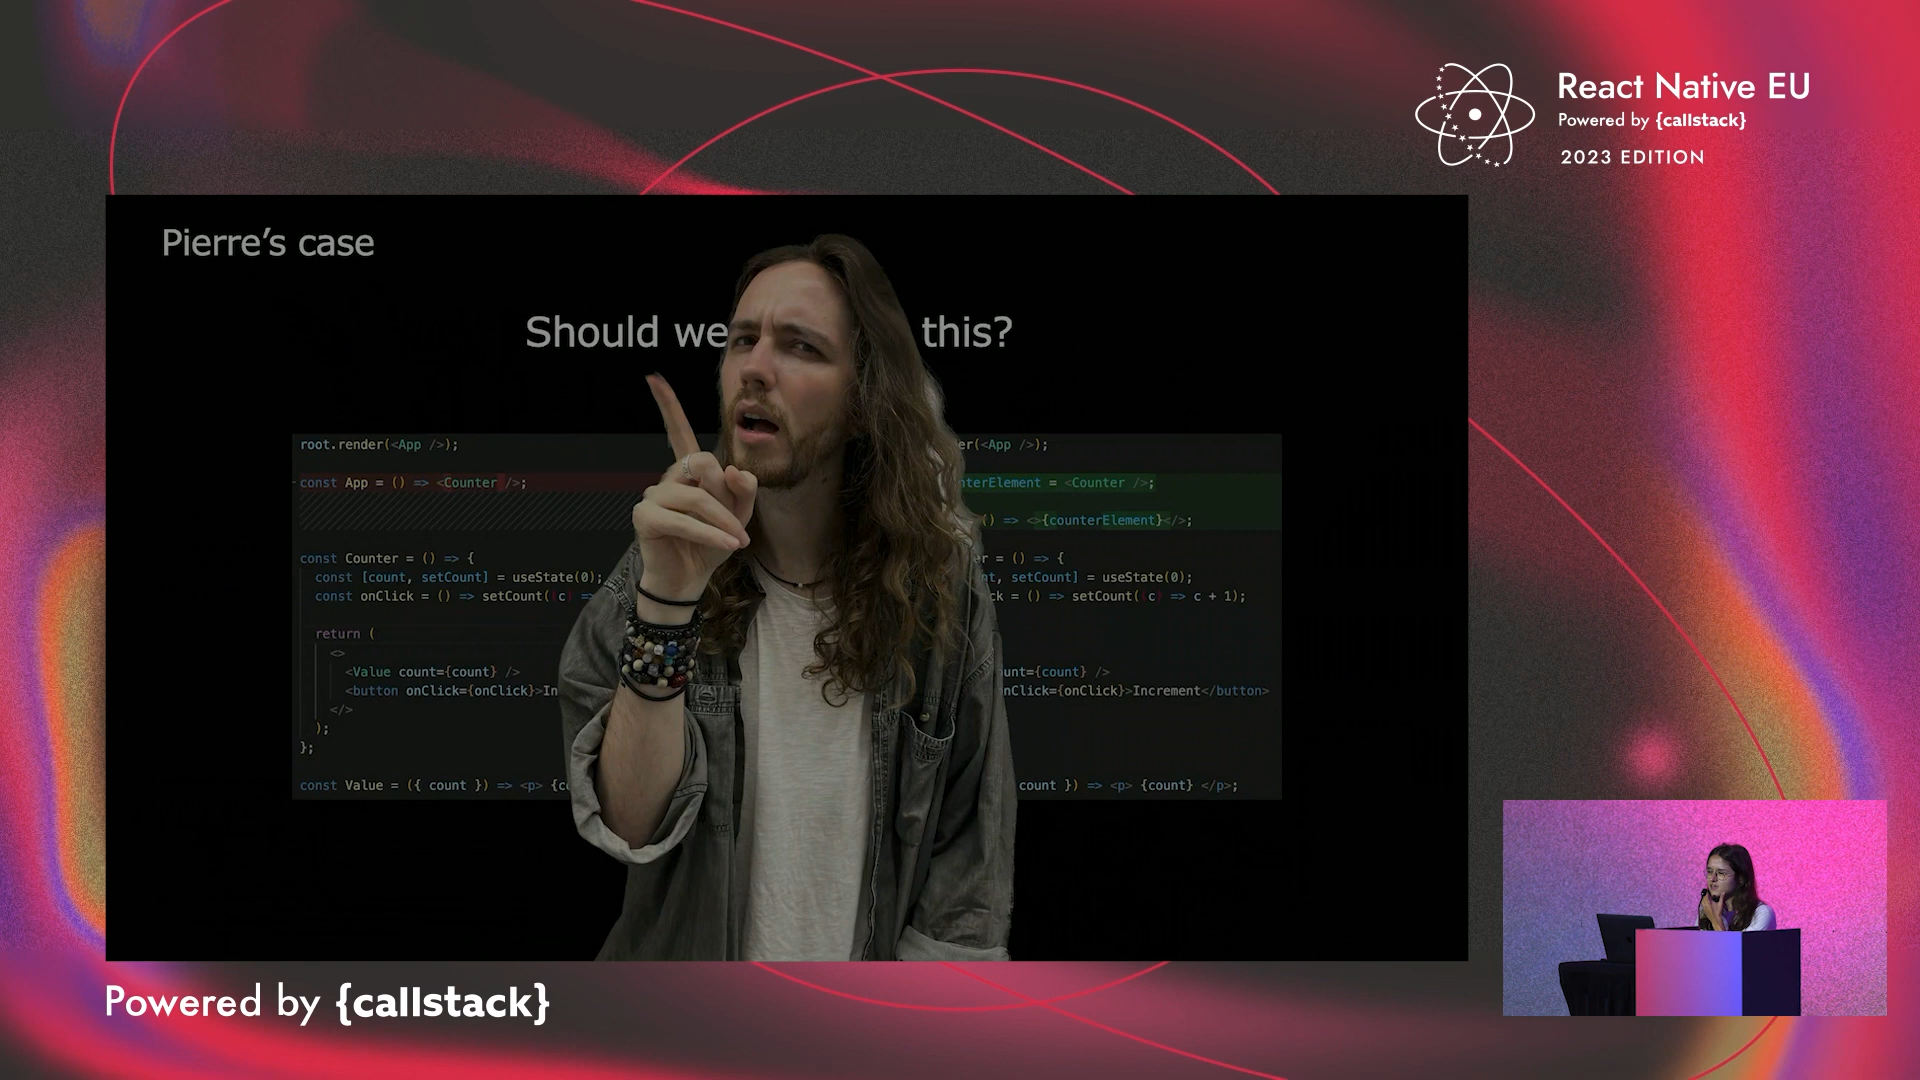 React Native EU
Powered by {callstack}
2023 EDITION
Pierre's case
Should we this?
root.render(<App />);
const App = () => <Counter />;
const Counter = () => {
const [count, setCount] = useState(0);
const onClick = () => setCount( c =>
return (
<>
<Value count={count} />
<button onClick={onClick}>In
</>
);
};
const Value = ({ count }) => <p> {c
er(<App />);
nterElement = <Counter />;
() => <>{counterElement}</>;
r = () => {
nt, setCount] = useState(0);
ck = () => setCount( c => c + 1);
unt={count} />
nClick={onClick}>Increment</button>
count }) => <p> {count} </p>;
Powered by {callstack}